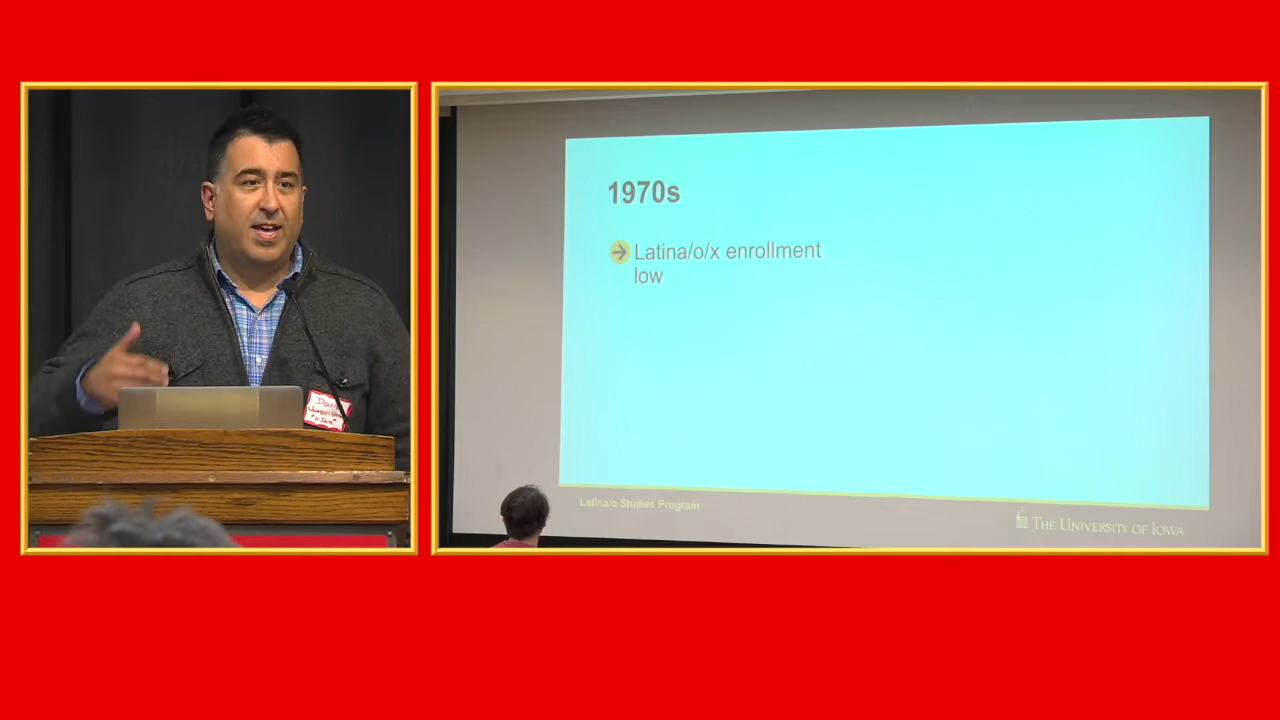 1970s
Latina/o/x enrollment
low
Latina/o Studies Program
THE UNIVERSITY OF IOWA